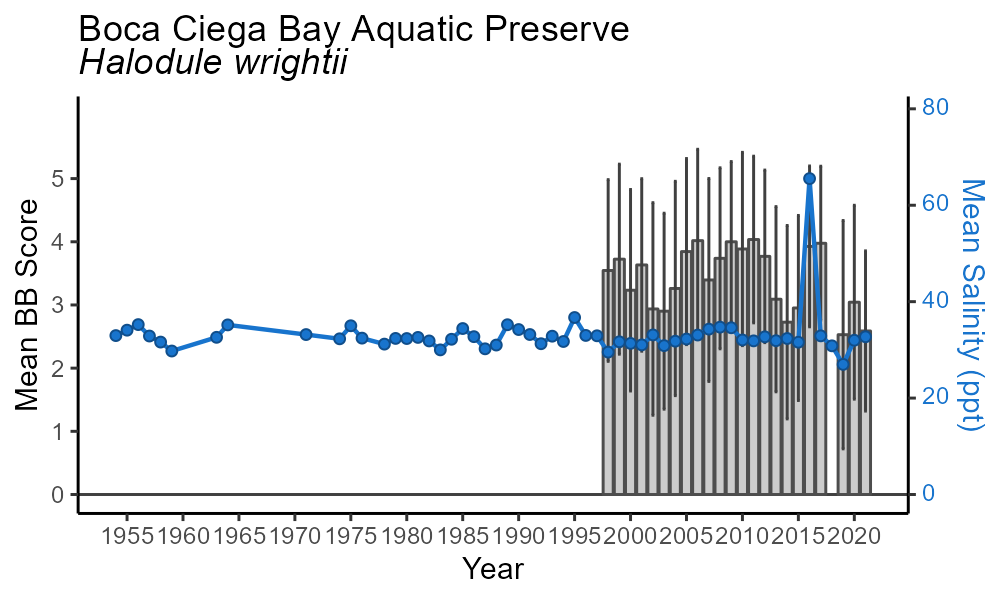 Boca Ciega Bay Aquatic Preserve
Halodule wrightii
Mean BB Score
5
4
3
2
1
0
80
60
40
20
0
Mean Salinity (ppt)
1955 1960 1965 1970 1975 1980 1985 1990 1995 2000 2005 2010 2015 2020
Year